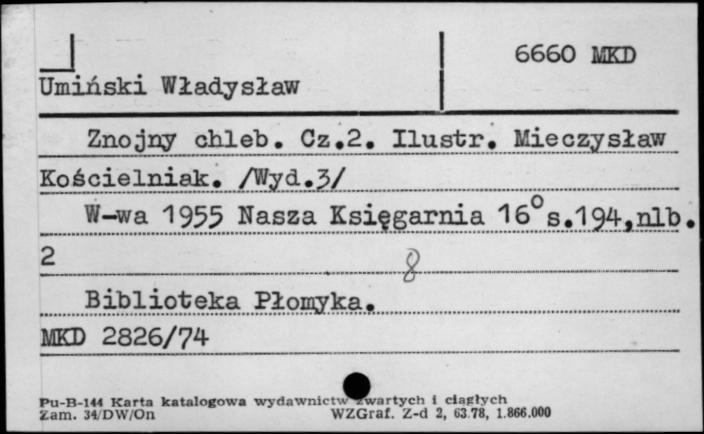 6660 MKD
Umiński Władysław
Znojny chleb. Cz.2. Ilustr. Mieczysław
Kościelniak. /Wyd.3/
W-wa 1955 Nasza Księgarnia 16° s.194,nlb.
2
8
Biblioteka Płomyka.
MKD 2826/74
Pu-B-144 Karta katalogowa wydawnictw zwartych i ciągłych
Zam. 34/DW/On WZGraf. Z-d 2, 63.78, 1.866.000